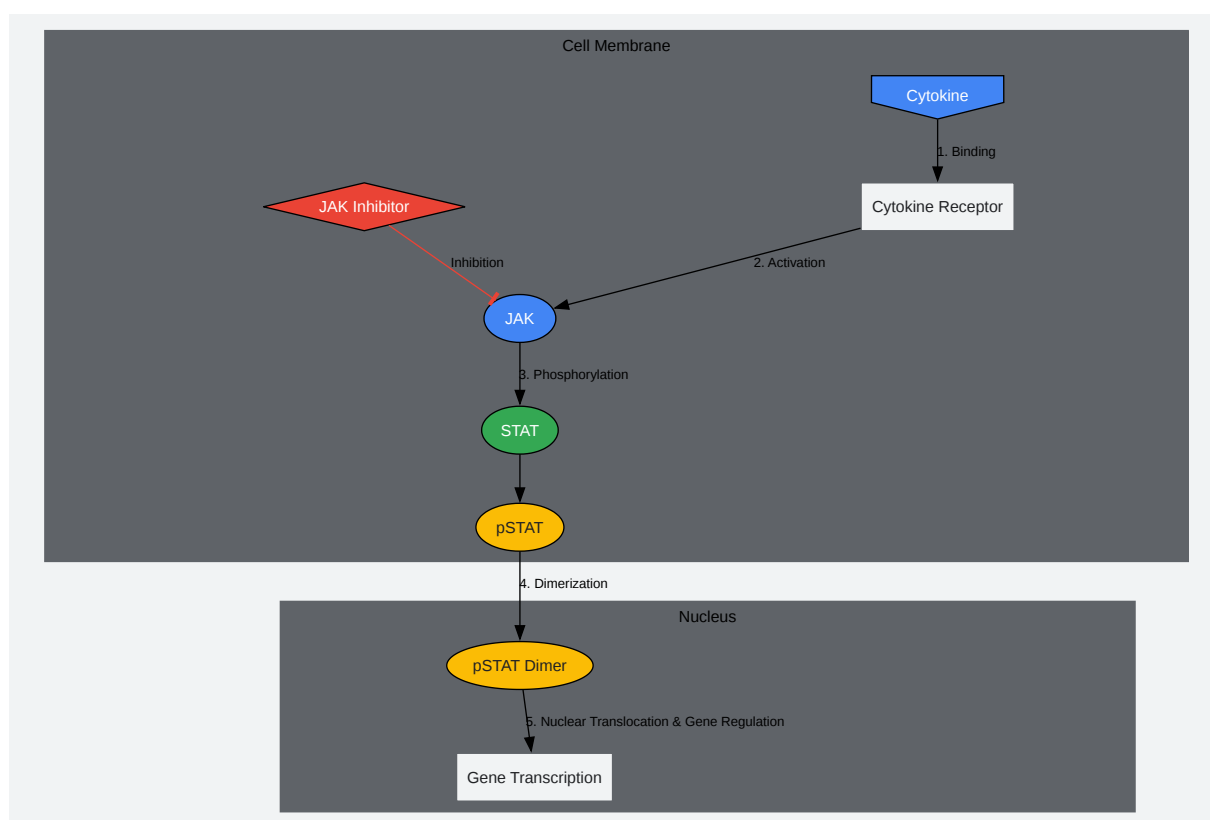 Cell Membrane
Cytokine
1. Binding
JAK Inhibitor
Cytokine Receptor
Inhibition
2. Activation
JAK
3. Phosphorylation
STAT
pSTAT
4. Dimerization
Nucleus
pSTAT Dimer
5. Nuclear Translocation & Gene Regulation
Gene Transcription